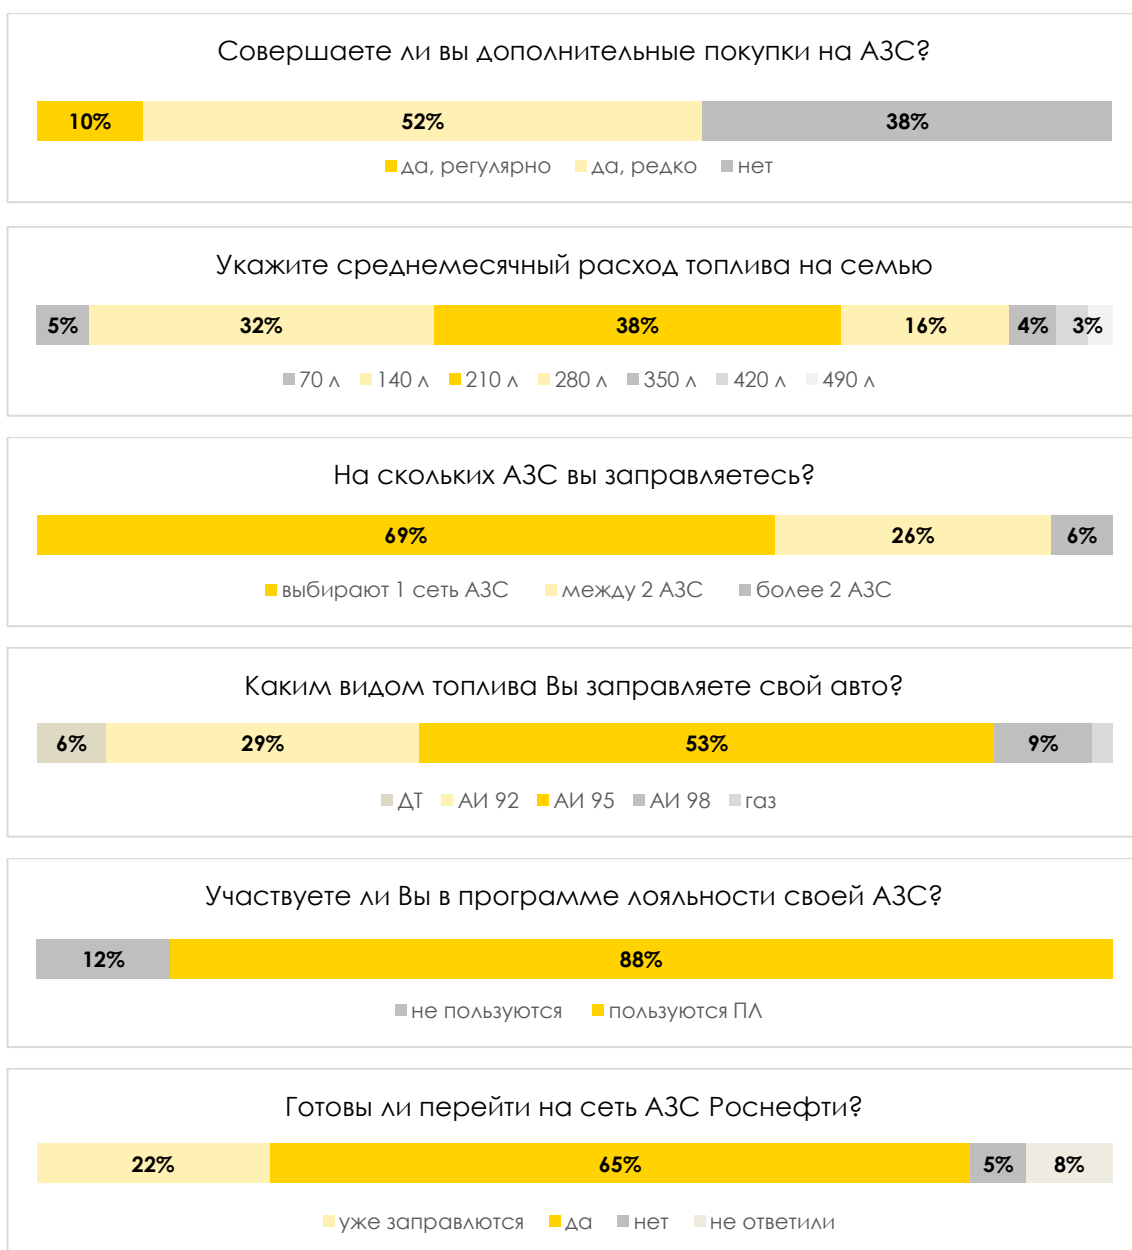 Совершаете ли вы дополнительные покупки на АЗС?
10% 52% 38%
да, регулярно да, редко нет
Укажите среднемесячный расход топлива на семью
5% 32% 38% 16% 4% 3%
70 л 140 л 210 л 280 л 350 л 420 л 490 л
На скольких АЗС вы заправляетесь?
69% 26% 6%
выбирают 1 сеть АЗС между 2 АЗС более 2 АЗС
Каким видом топлива Вы заправляете свой авто?
6% 29% 53% 9%
ДТ АИ 92 АИ 95 АИ 98 газ
Участвуете ли Вы в программе лояльности своей АЗС?
12% 88%
не пользуются пользуются ПЛ
Готовы ли перейти на сеть АЗС Роснефти?
22% 65% 5% 8%
уже заправлются да нет не ответили